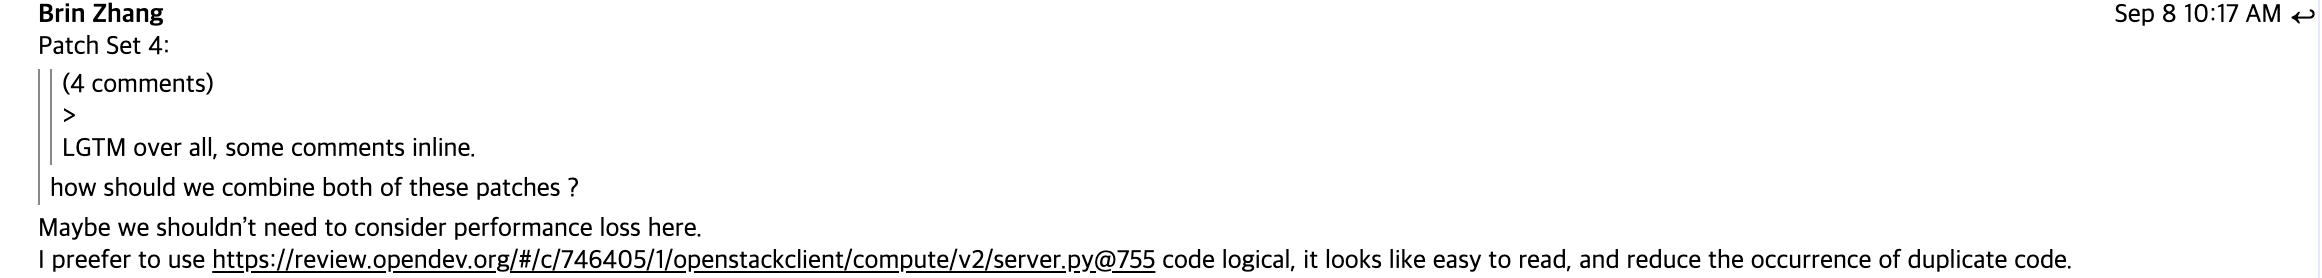 Brin Zhang Sep 8 10:17 AM ↩
Patch Set 4:
(4 comments)
>
LGTM over all, some comments inline.
how should we combine both of these patches ?
Maybe we shouldn't need to consider performance loss here.
I preefer to use https://review.opendev.org/#/c/746405/1/openstackclient/compute/v2/server.py@755 code logical, it looks like easy to read, and reduce the occurrence of duplicate code.